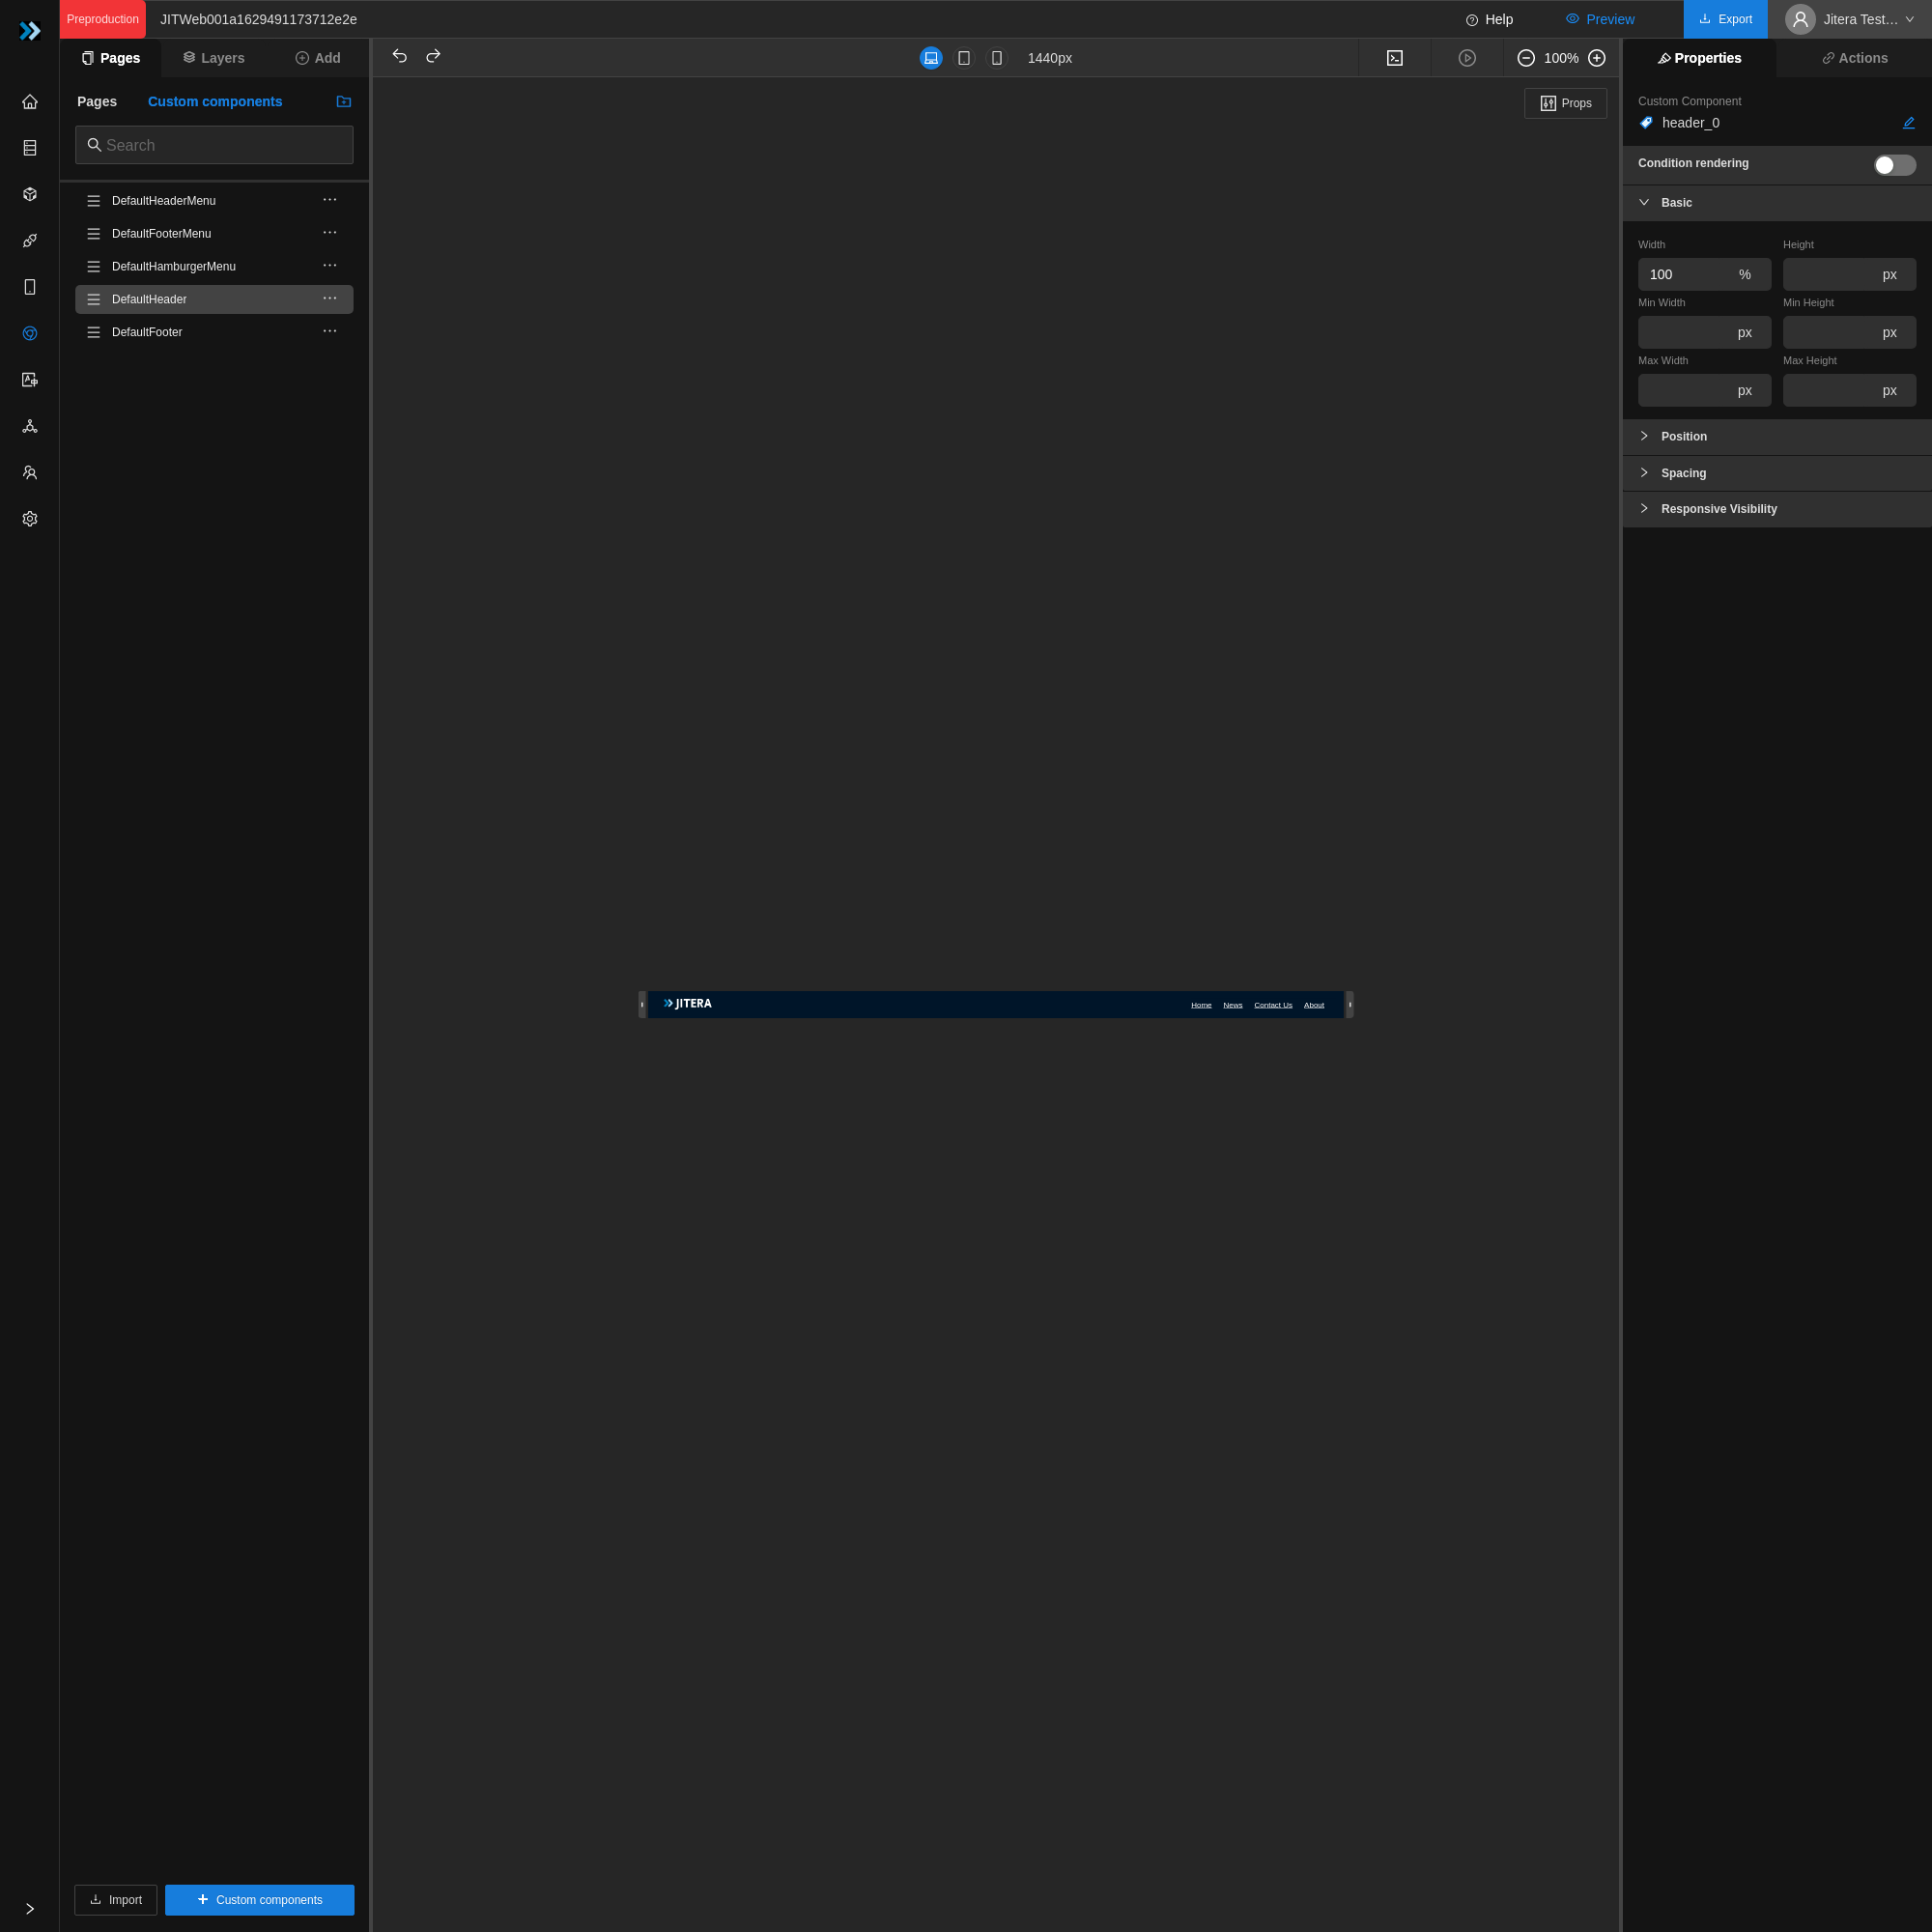 Preproduction JITWeb001a1629491173712e2e Help Preview Export Jitera Test...
Pages Layers Add 1440px 100% Properties Actions
Pages Custom components
Props
Custom Component
header_0
Search
Condition rendering
DefaultHeaderMenu
Basic
DefaultFooterMenu
Width Height
DefaultHamburgerMenu
100 % px
DefaultHeader
Min Width Min Height
DefaultFooter
px px
Max Width Max Height
px px
Position
Spacing
Responsive Visibility
JITERA Home News Contact Us About
Import Custom components